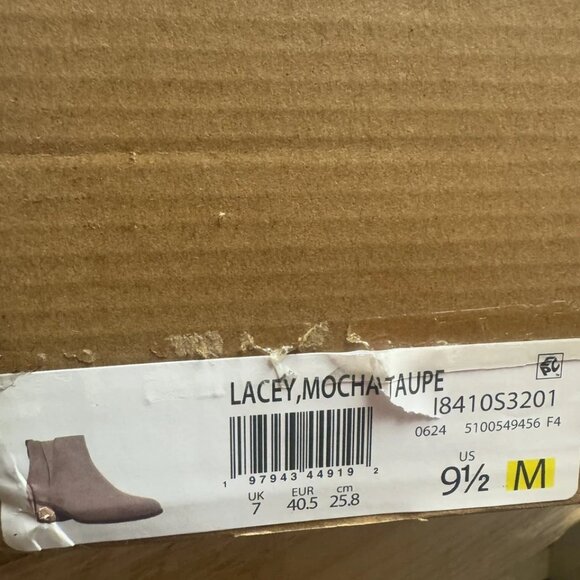 LACEY,MOCHA TAUPE
I8410S3201
0624 5100549456 F4
1 97943 44919 2
UK EUR cm
7 40.5 25.8
US
9½ M